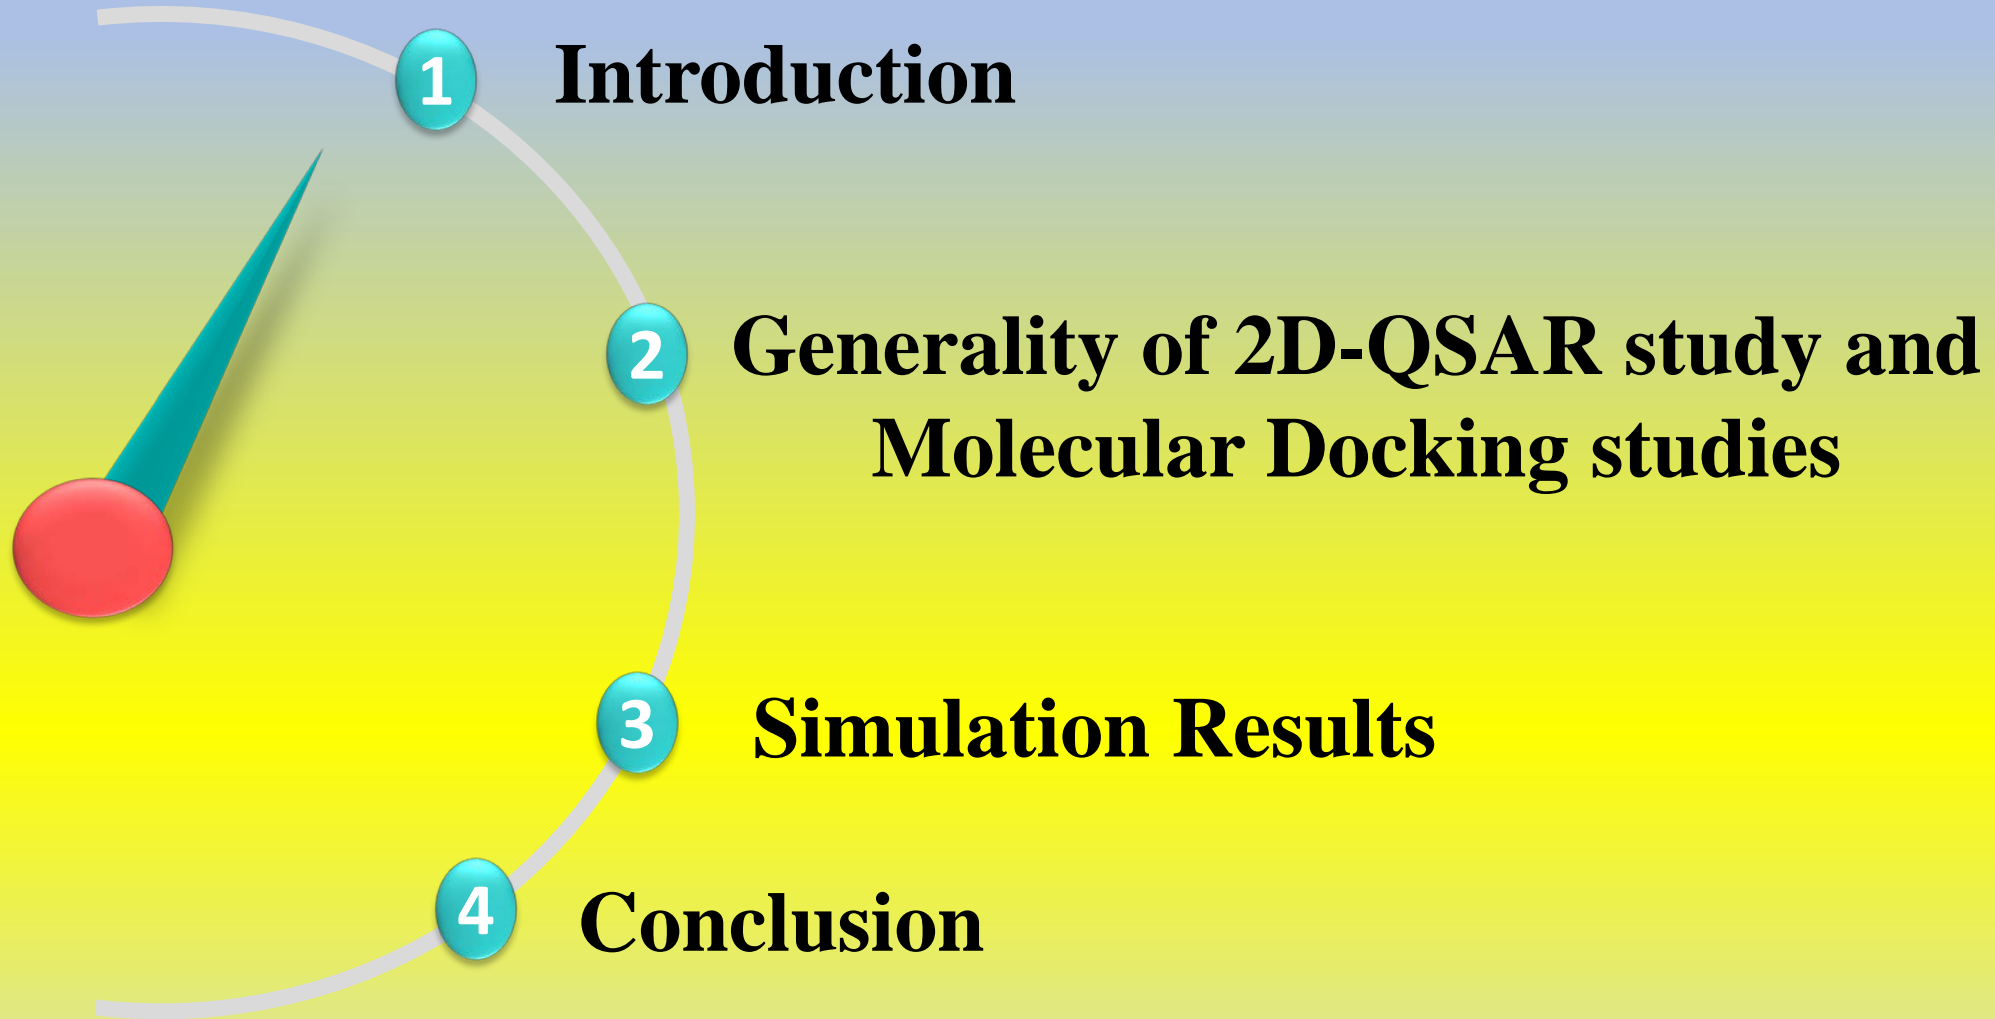 1 Introduction
2 Generality of 2D-QSAR study and
Molecular Docking studies
3 Simulation Results
4 Conclusion